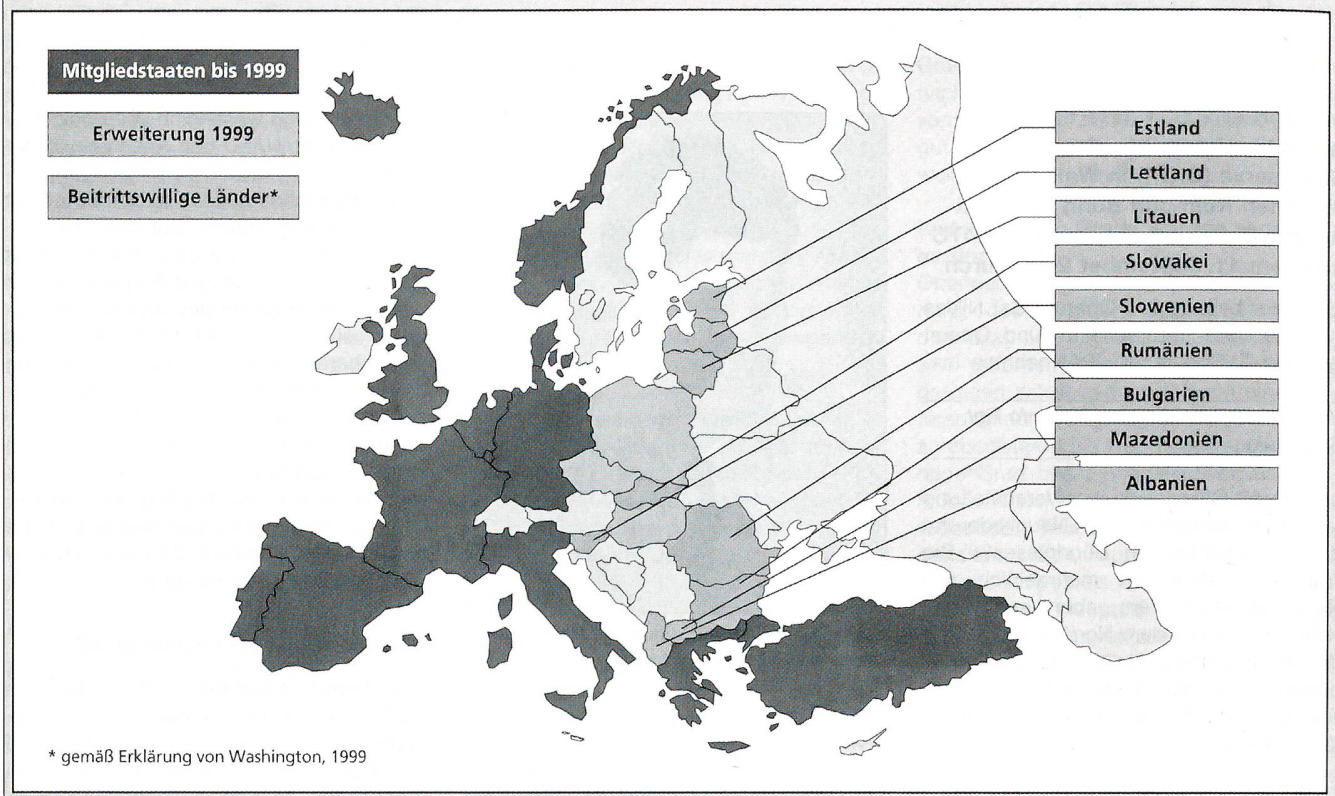 Mitgliedstaaten bis 1999
Erweiterung 1999
Beitrittswillige Länder*
Estland
Lettland
Litauen
Slowakei
Slowenien
Rumänien
Bulgarien
Mazedonien
Albanien
* gemäß Erklärung von Washington, 1999